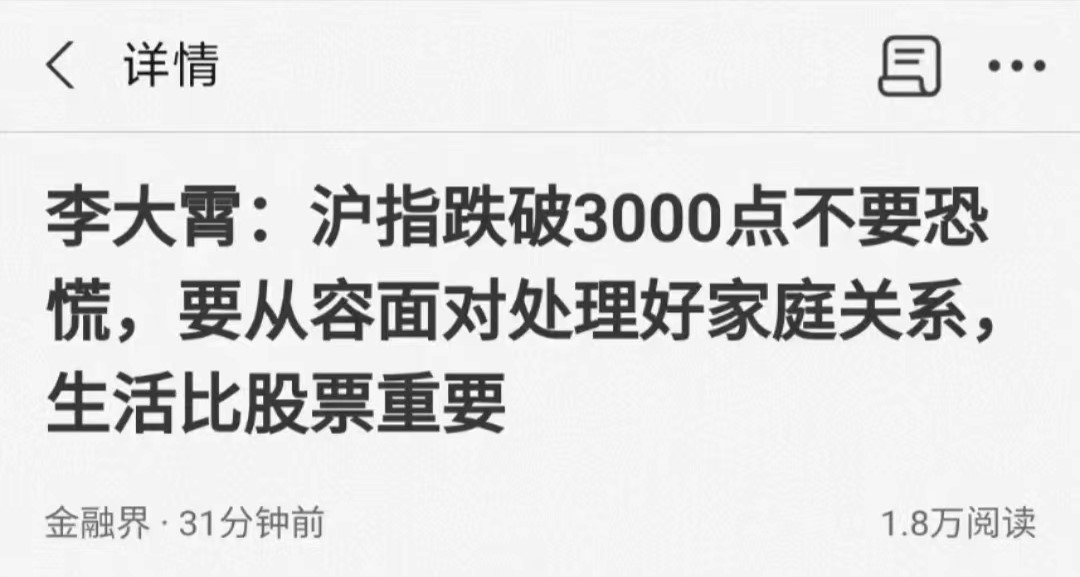 详情
李大霄：沪指跌破3000点不要恐
慌，要从容面对处理好家庭关系，
生活比股票重要
金融界·31分钟前
1.8万阅读